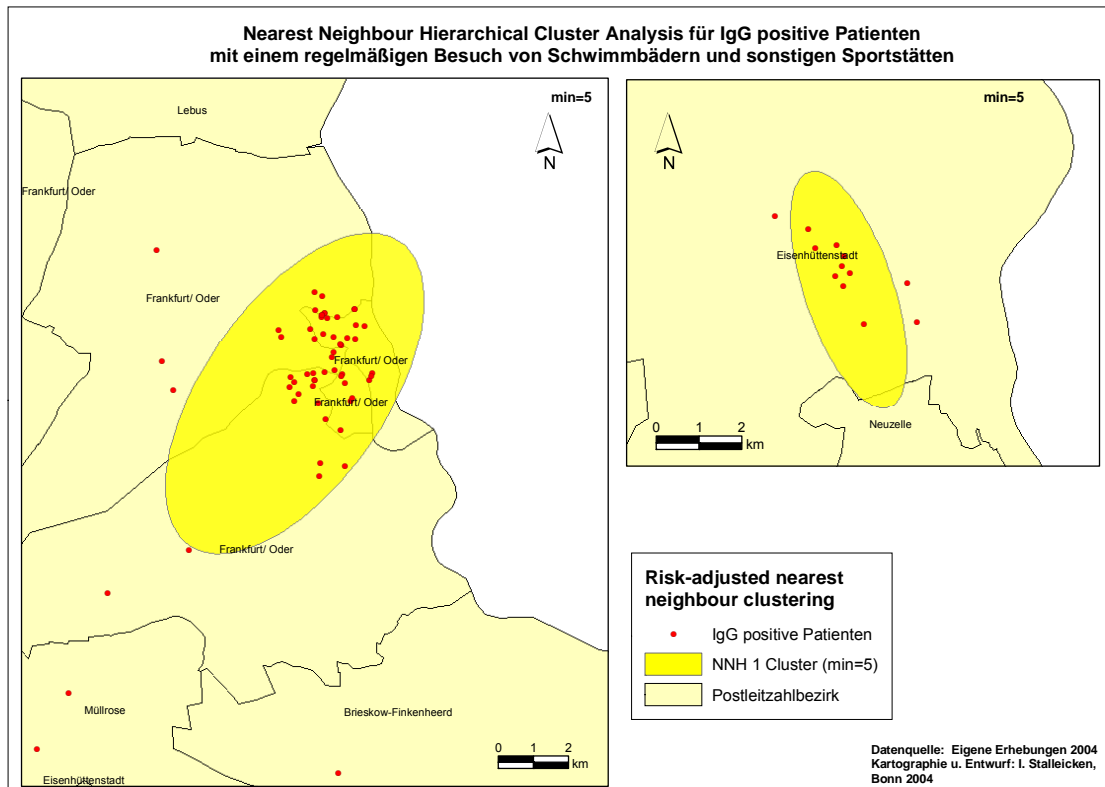 Nearest Neighbour Hierarchical Cluster Analysis für IgG positive Patienten
mit einem regelmäßigen Besuch von Schwimmbädern und sonstigen Sportstätten
min=5
Lebus
N
Frankfurt/ Oder
Frankfurt/ Oder
Frankfurt/ Oder
Frankfurt/ Oder
Frankfurt/ Oder
Müllrose
Brieskow-Finkenheerd
Eisenhüttenstadt
0 1 2
km
min=5
N
Eisenhüttenstadt
Neuzelle
0 1 2
km
Risk-adjusted nearest
neighbour clustering
IgG positive Patienten
NNH 1 Cluster (min=5)
Postleitzahlbezirk
Datenquelle: Eigene Erhebungen 2004
Kartographie u. Entwurf: I. Stalleicken,
Bonn 2004